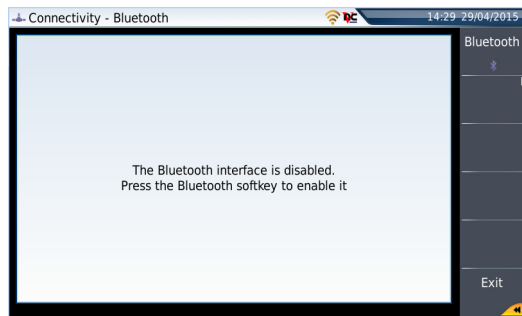 Connectivity - Bluetooth
14:29 29/04/2015
Bluetooth
The Bluetooth interface is disabled.
Press the Bluetooth softkey to enable it
Exit